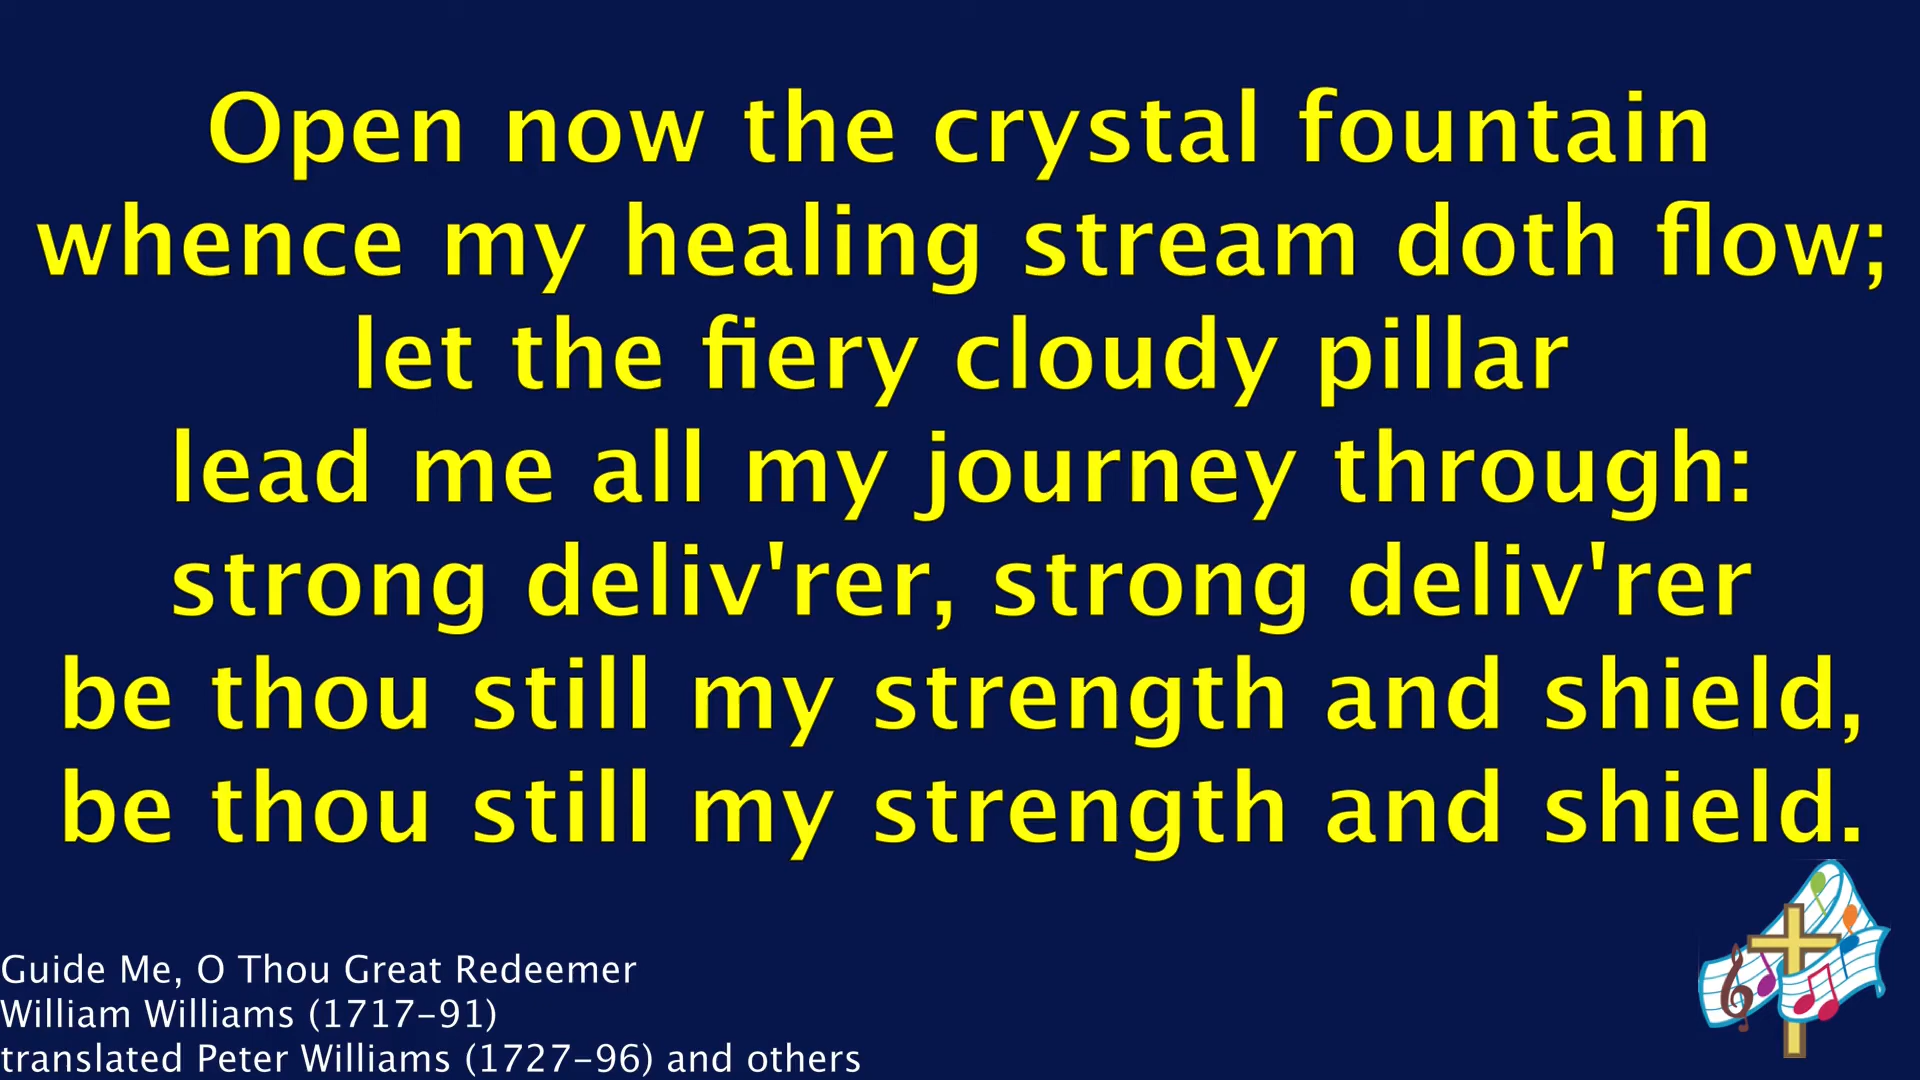 Open now the crystal fountain
whence my healing stream doth flow;
let the fiery cloudy pillar
lead me all my journey through:
strong deliv'rer, strong deliv'rer
be thou still my strength and shield,
be thou still my strength and shield.
Guide Me, O Thou Great Redeemer
William Williams (1717–91)
translated Peter Williams (1727–96) and others